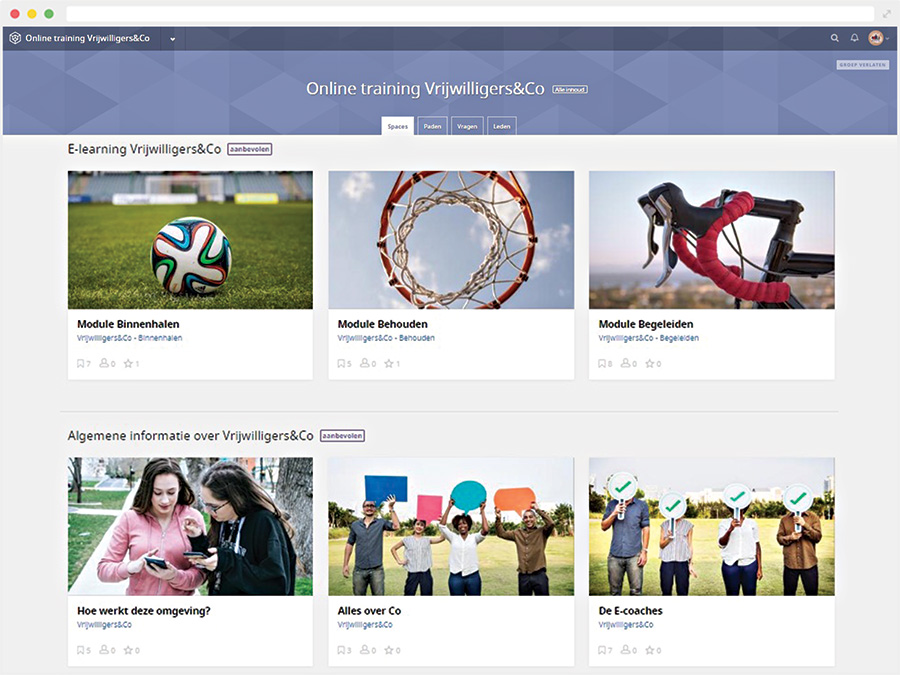 Online training Vrijwilligers&Co
GROEP VERLATEN
Online training Vrijwilligers&Co Alle inhoud
Spaces Paden Vragen Leden
E-learning Vrijwilligers&Co aanbevolen
Module Binnenhalen
Vrijwilligers&Co - Binnenhalen
7 0 1
Module Behouden
Vrijwilligers&Co - Behouden
5 0 1
Module Begeleiden
Vrijwilligers&Co - Begeleiden
8 0 0
Algemene informatie over Vrijwilligers&Co aanbevolen
Hoe werkt deze omgeving?
Vrijwilligers&Co
5 0 0
Alles over Co
Vrijwilligers&Co
3 0 0
De E-coaches
Vrijwilligers&Co
7 0 0